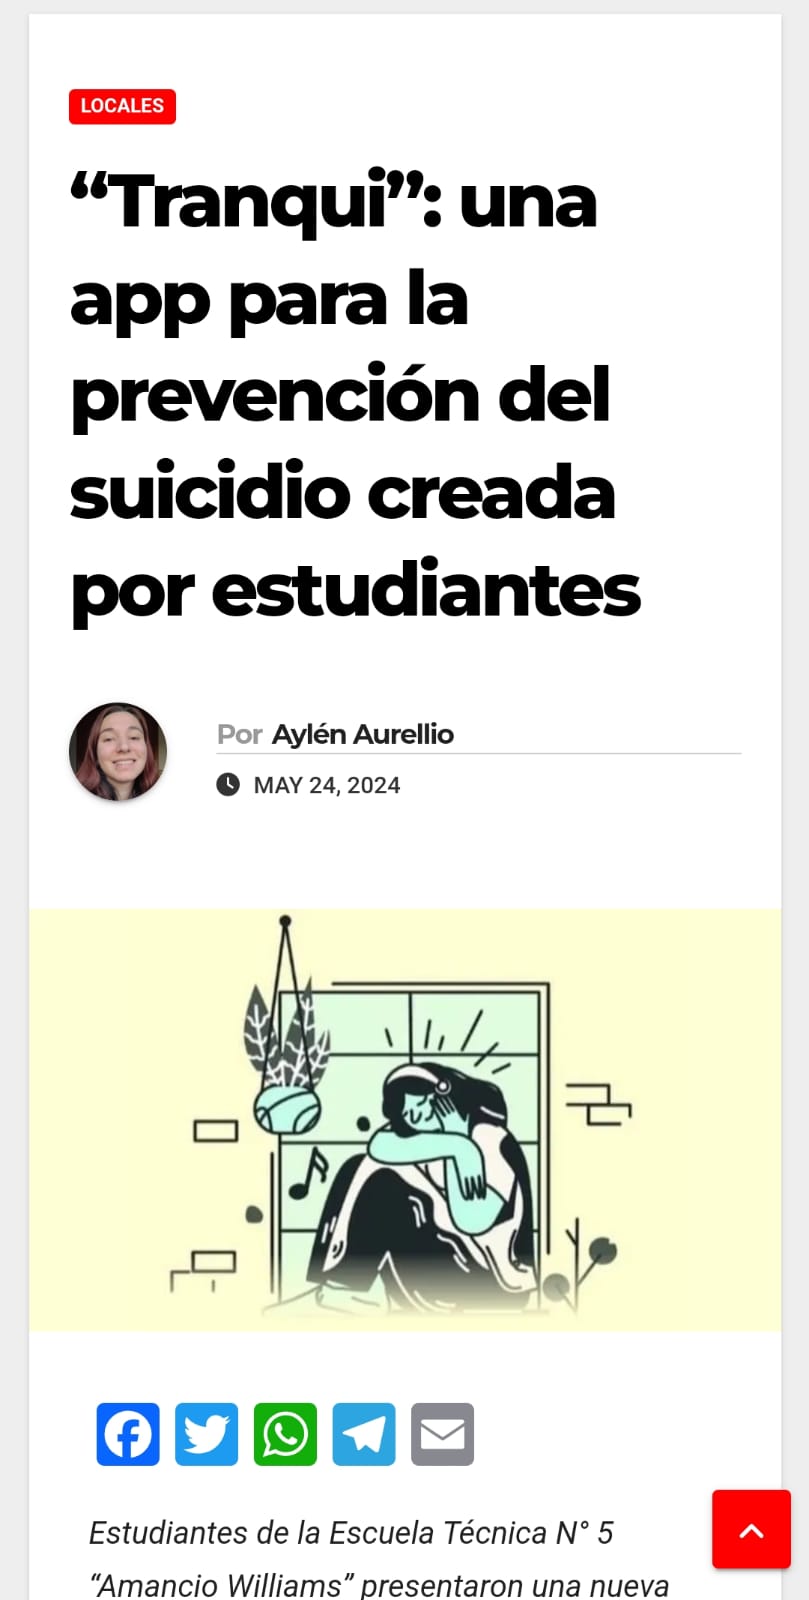 LOCALES
“Tranqui”: una
app para la
prevención del
suicidio creada
por estudiantes
Por Aylén Aurellio
MAY 24, 2024
Estudiantes de la Escuela Técnica N° 5
“Amancio Williams” presentaron una nueva